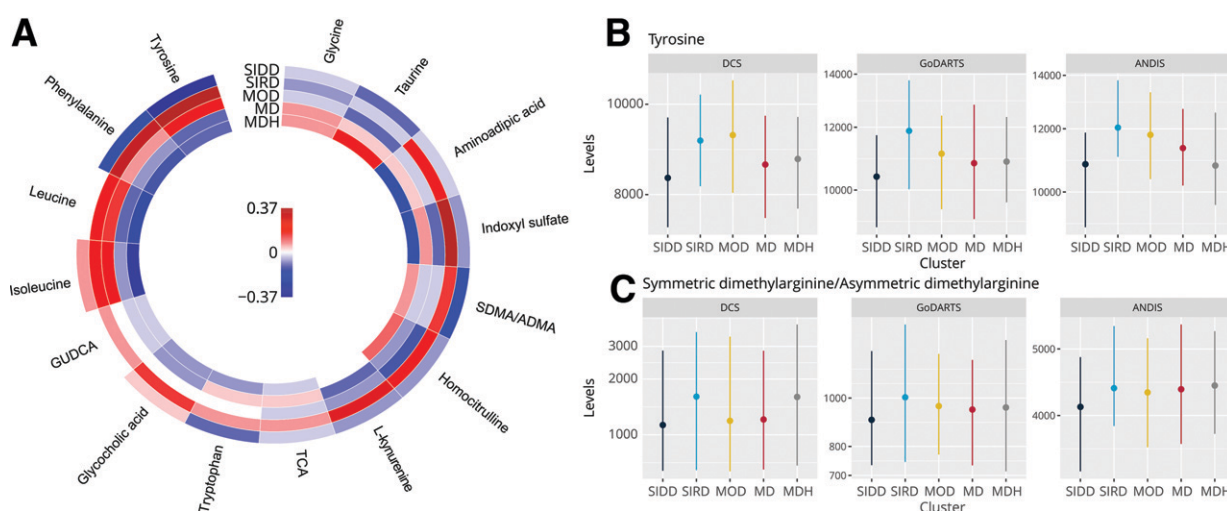 A
Glycine
Taurine
Aminoadipic acid
Indoxyl sulfate
SDMA/ADMA
Homocitrulline
L-kynurenine
TCA
Tryptophan
Glycocholic acid
GUDCA
Isoleucine
Leucine
Phenylalanine
Tyrosine
SIDD
SIRD
MOD
MD
MDH
0.37
0
−0.37
B
Tyrosine
DCS
GoDARTS
ANDIS
Levels
10000
8000
14000
12000
10000
14000
12000
10000
SIDD SIRD MOD MD MDH
SIDD SIRD MOD MD MDH
SIDD SIRD MOD MD MDH
Cluster
C
Symmetric dimethylarginine/Asymmetric dimethylarginine
DCS
GoDARTS
ANDIS
Levels
3000
2000
1000
1000
800
700
5000
4000
SIDD SIRD MOD MD MDH
SIDD SIRD MOD MD MDH
SIDD SIRD MOD MD MDH
Cluster